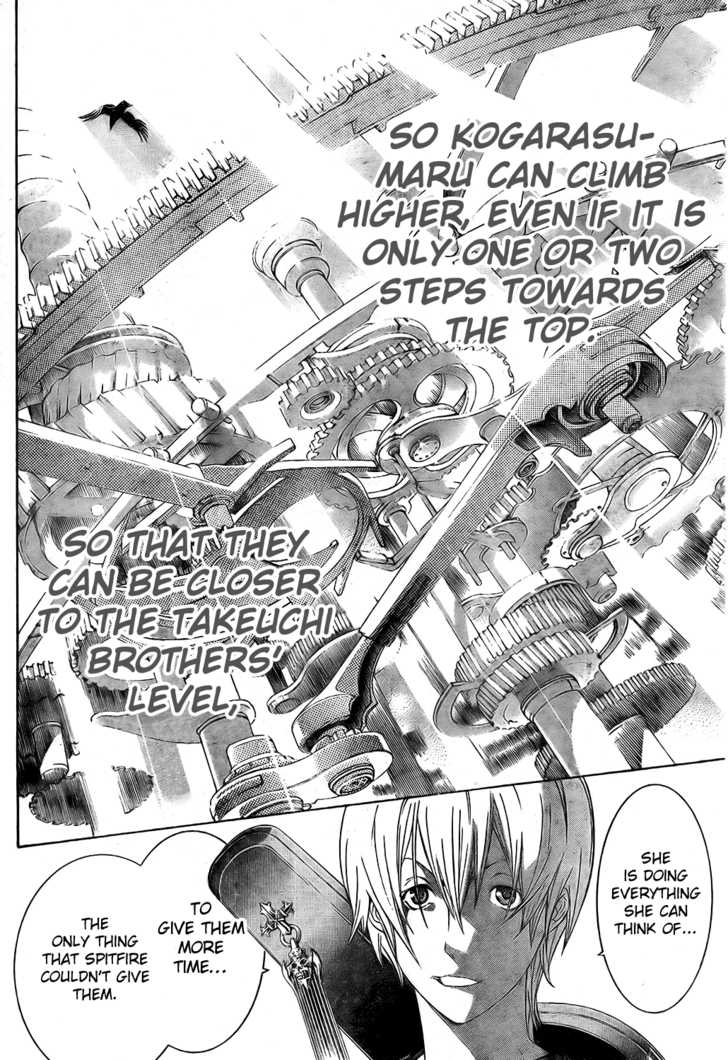 SO KOGARASU-
MARU CAN CLIMB
HIGHER, EVEN IF IT IS
ONLY ONE OR TWO
STEPS TOWARDS
THE TOP.
SO THAT THEY
CAN BE CLOSER
TO THE TAKEUCHI
BROTHERS'
LEVEL,
SHE
IS DOING
EVERYTHING
SHE CAN
THINK OF...
TO
GIVE THEM
MORE
TIME...
THE
ONLY THING
THAT SPITFIRE
COULDN'T GIVE
THEM.